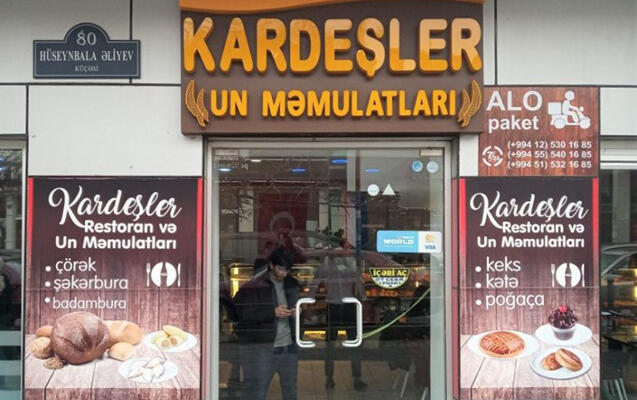 80
HÜSEYNBALA ƏLİYEV
KÜÇƏSİ
KARDEŞLER
UN MƏMULATLARI
ALO
paket
(+994 12) 530 16 85
(+994 55) 540 16 85
(+994 51) 532 16 85
Kardeşler
Restoran və
Un Məmulatları
• çörək
• şəkərbura
• badambura
WORLD
VISA
İÇƏRİ AÇ
Kardeşler
Restoran və
Un Məmulatları
• keks
• kətə
• poğaça